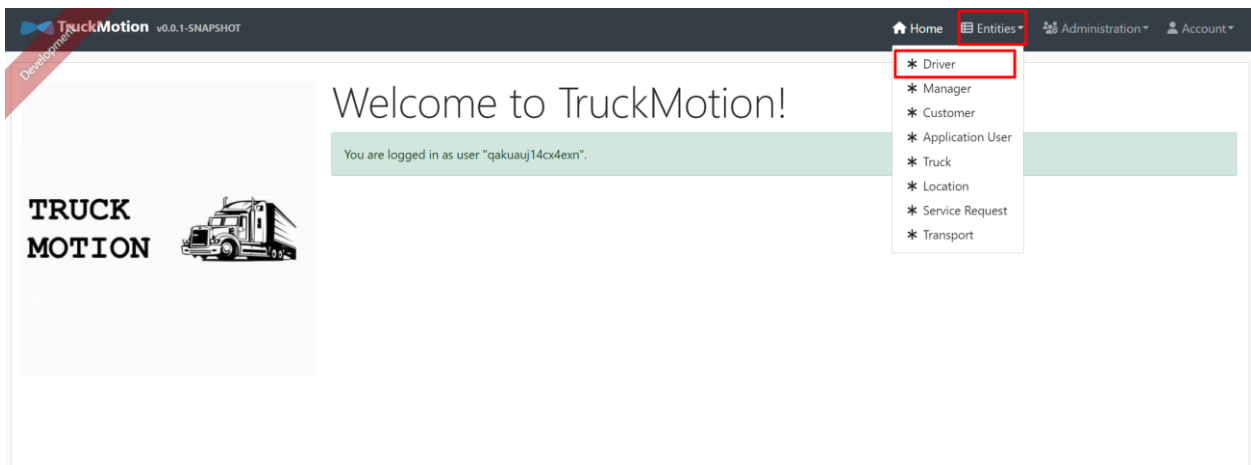 TruckMotion v0.0.1-SNAPSHOT
Home Entities Administration Account
Development
Driver
Manager
Customer
Application User
Truck
Location
Service Request
Transport
Welcome to TruckMotion!
You are logged in as user "qakuauj14cx4exn".
TRUCK
MOTION